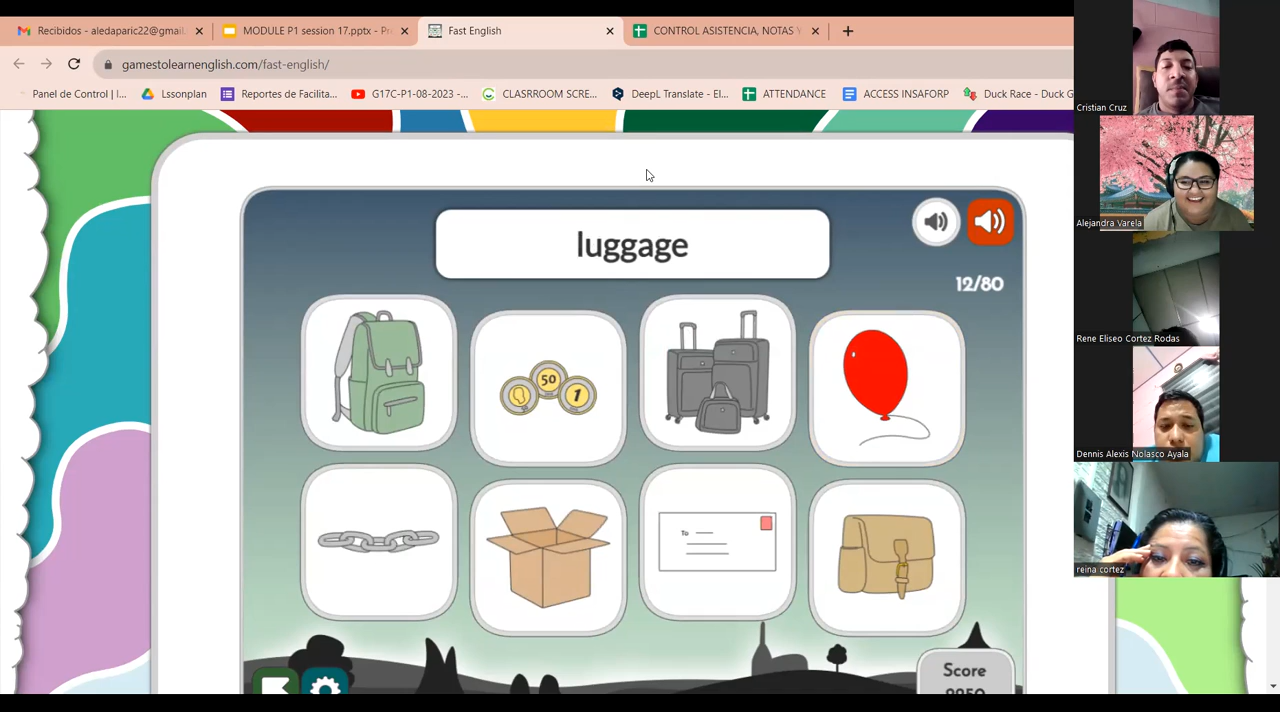 Recibidos - aledaparic22@gmail.
MODULE P1 session 17.pptx - Pr
Fast English
CONTROL ASISTENCIA, NOTAS Y
gamestolearnenglish.com/fast-english/
Panel de Control | I...
Lssonplan
Reportes de Facilita...
G17C-P1-08-2023 -...
CLASRROOM SCRE...
DeepL Translate - El...
ATTENDANCE
ACCESS INSAFORP
Duck Race - Duck G
luggage
12/80
50
1
To
Score
Cristian Cruz
Alejandra Varela
Rene Eliseo Cortez Rodas
Dennis Alexis Nolasco Ayala
reina cortez